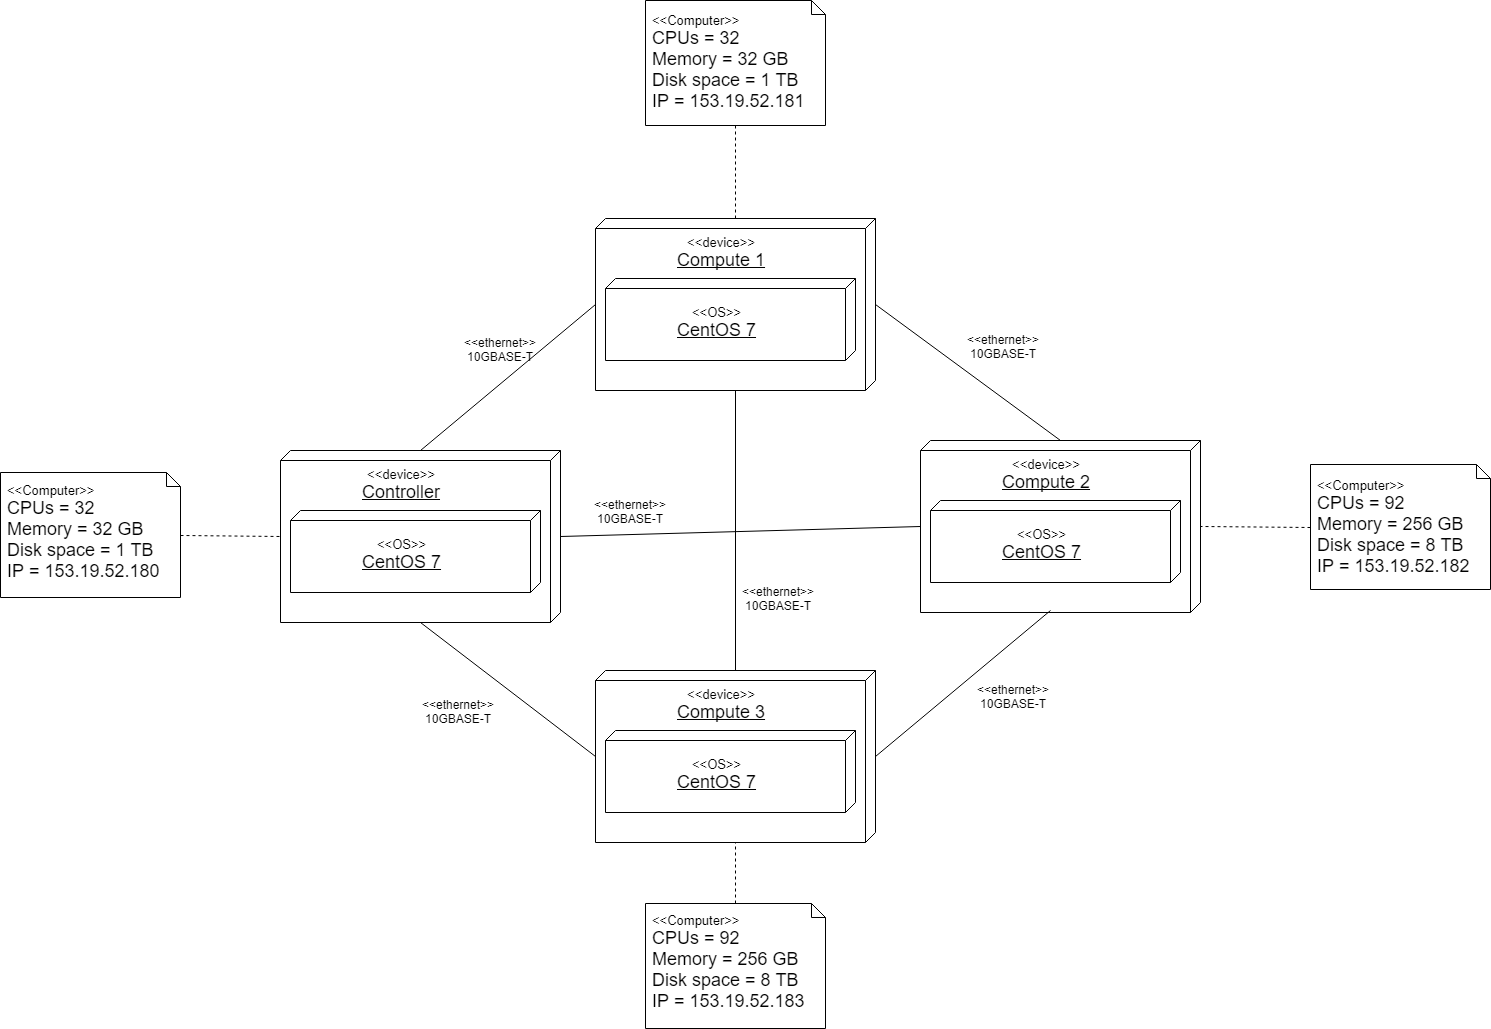 <<Computer>>
CPUs = 32
Memory = 32 GB
Disk space = 1 TB
IP = 153.19.52.181
<<device>>
Compute 1
<<OS>>
CentOS 7
<<ethernet>>
10GBASE-T
<<ethernet>>
10GBASE-T
<<Computer>>
CPUs = 32
Memory = 32 GB
Disk space = 1 TB
IP = 153.19.52.180
<<device>>
Controller
<<OS>>
CentOS 7
<<ethernet>>
10GBASE-T
<<device>>
Compute 2
<<OS>>
CentOS 7
<<Computer>>
CPUs = 92
Memory = 256 GB
Disk space = 8 TB
IP = 153.19.52.182
<<ethernet>>
10GBASE-T
<<ethernet>>
10GBASE-T
<<device>>
Compute 3
<<OS>>
CentOS 7
<<ethernet>>
10GBASE-T
<<Computer>>
CPUs = 92
Memory = 256 GB
Disk space = 8 TB
IP = 153.19.52.183